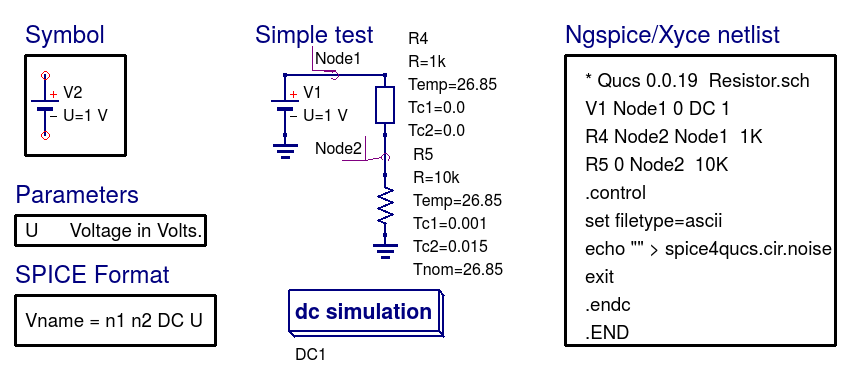 Symbol
V2
U=1 V
Parameters
U Voltage in Volts.
SPICE Format
Vname = n1 n2 DC U
Simple test
Node1
V1
U=1 V
R4
R=1k
Temp=26.85
Tc1=0.0
Tc2=0.0
Node2
R5
R=10k
Temp=26.85
Tc1=0.001
Tc2=0.015
Tnom=26.85
dc simulation
DC1
Ngspice/Xyce netlist
* Qucs 0.0.19 Resistor.sch
V1 Node1 0 DC 1
R4 Node2 Node1 1K
R5 0 Node2 10K
.control
set filetype=ascii
echo "" > spice4qucs.cir.noise
exit
.endc
.END